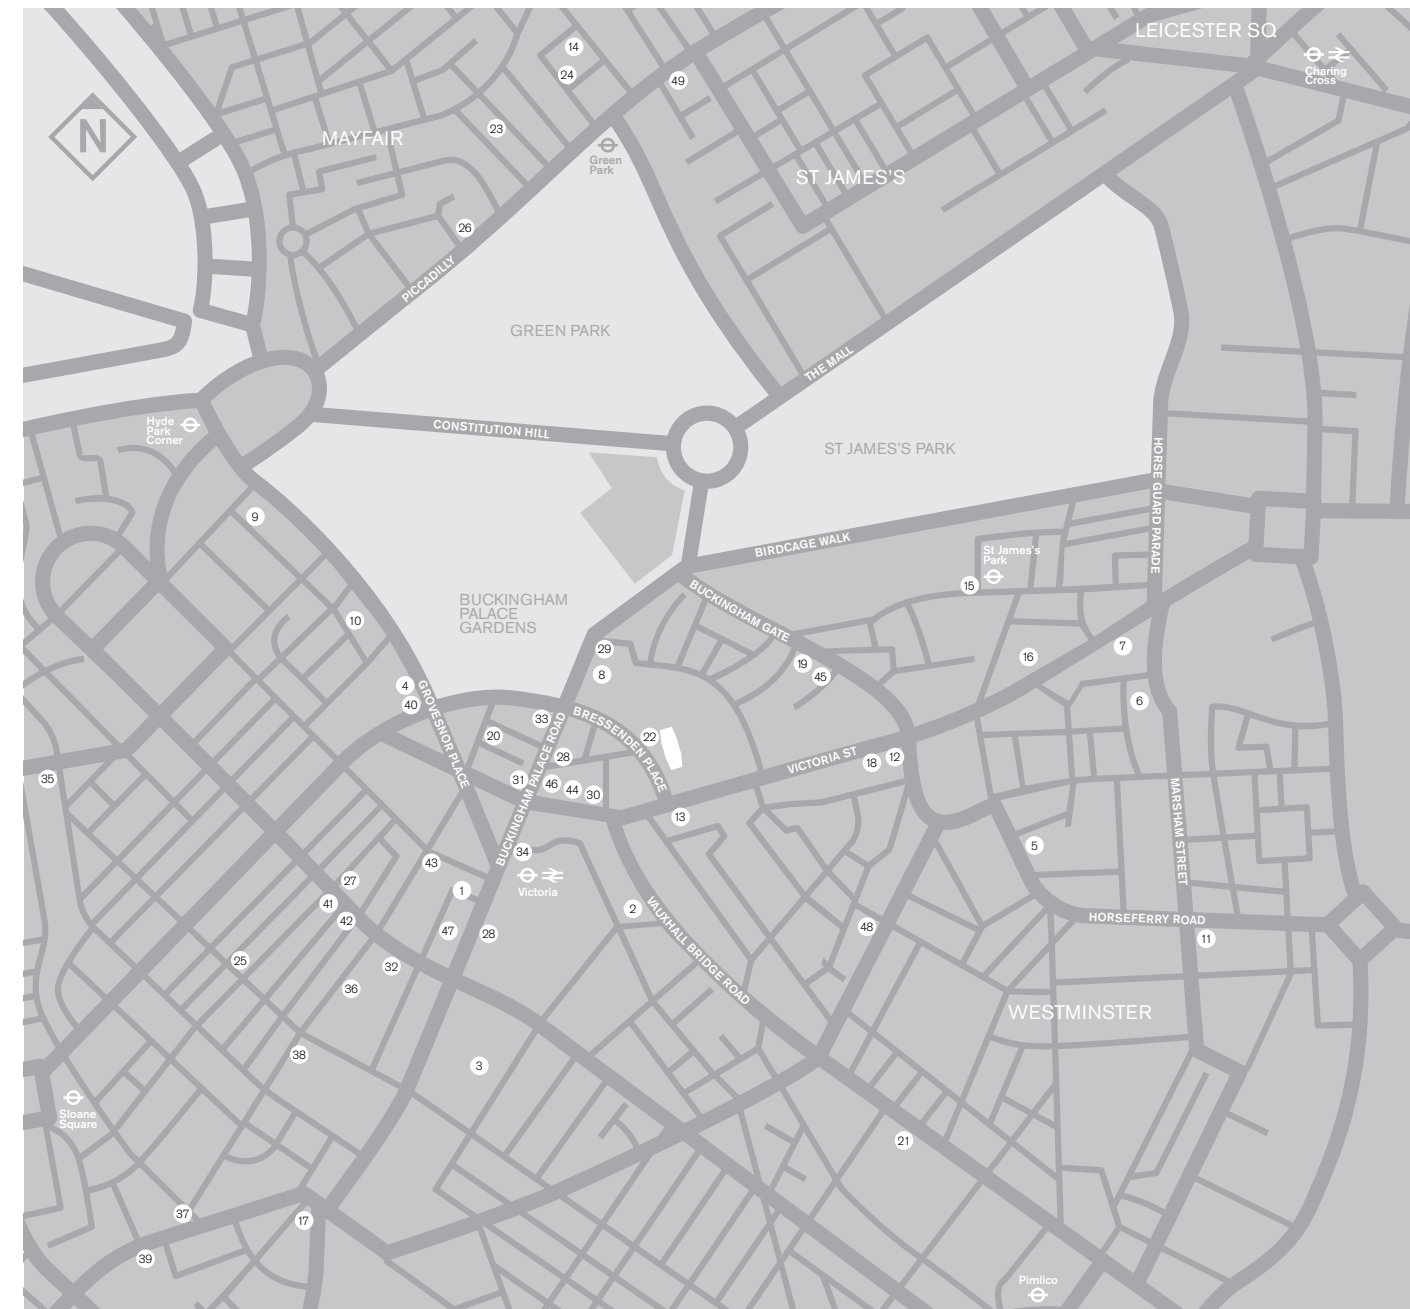 LEICESTER SQ
14
Charing
Cross
24
49
N
23
MAYFAIR
Green
Park
ST JAMES'S
26
PICCADILLY
GREEN PARK
THE MALL
Hyde
Park
Corner
CONSTITUTION HILL
ST JAMES'S PARK
HORSE GUARD PARADE
9
BIRDCAGE WALK
St James's
Park
15
BUCKINGHAM
PALACE
GARDENS
BUCKINGHAM GATE
10
29
7
16
19
8
45
4
40
GROVESNOR PLACE
6
33
BRESSENDEN PLACE
20
22
28
VICTORIA ST
12
18
35
31
BUCKINGHAM PALACE ROAD
46
44
30
13
MARSHAM STREET
5
34
43
Victoria
27
1
41
2
VAUXHALL BRIDGE ROAD
42
HORSEFERRY ROAD
48
47
28
11
25
32
36
WESTMINSTER
38
3
Sloane
Square
21
37
17
39
Pimlico